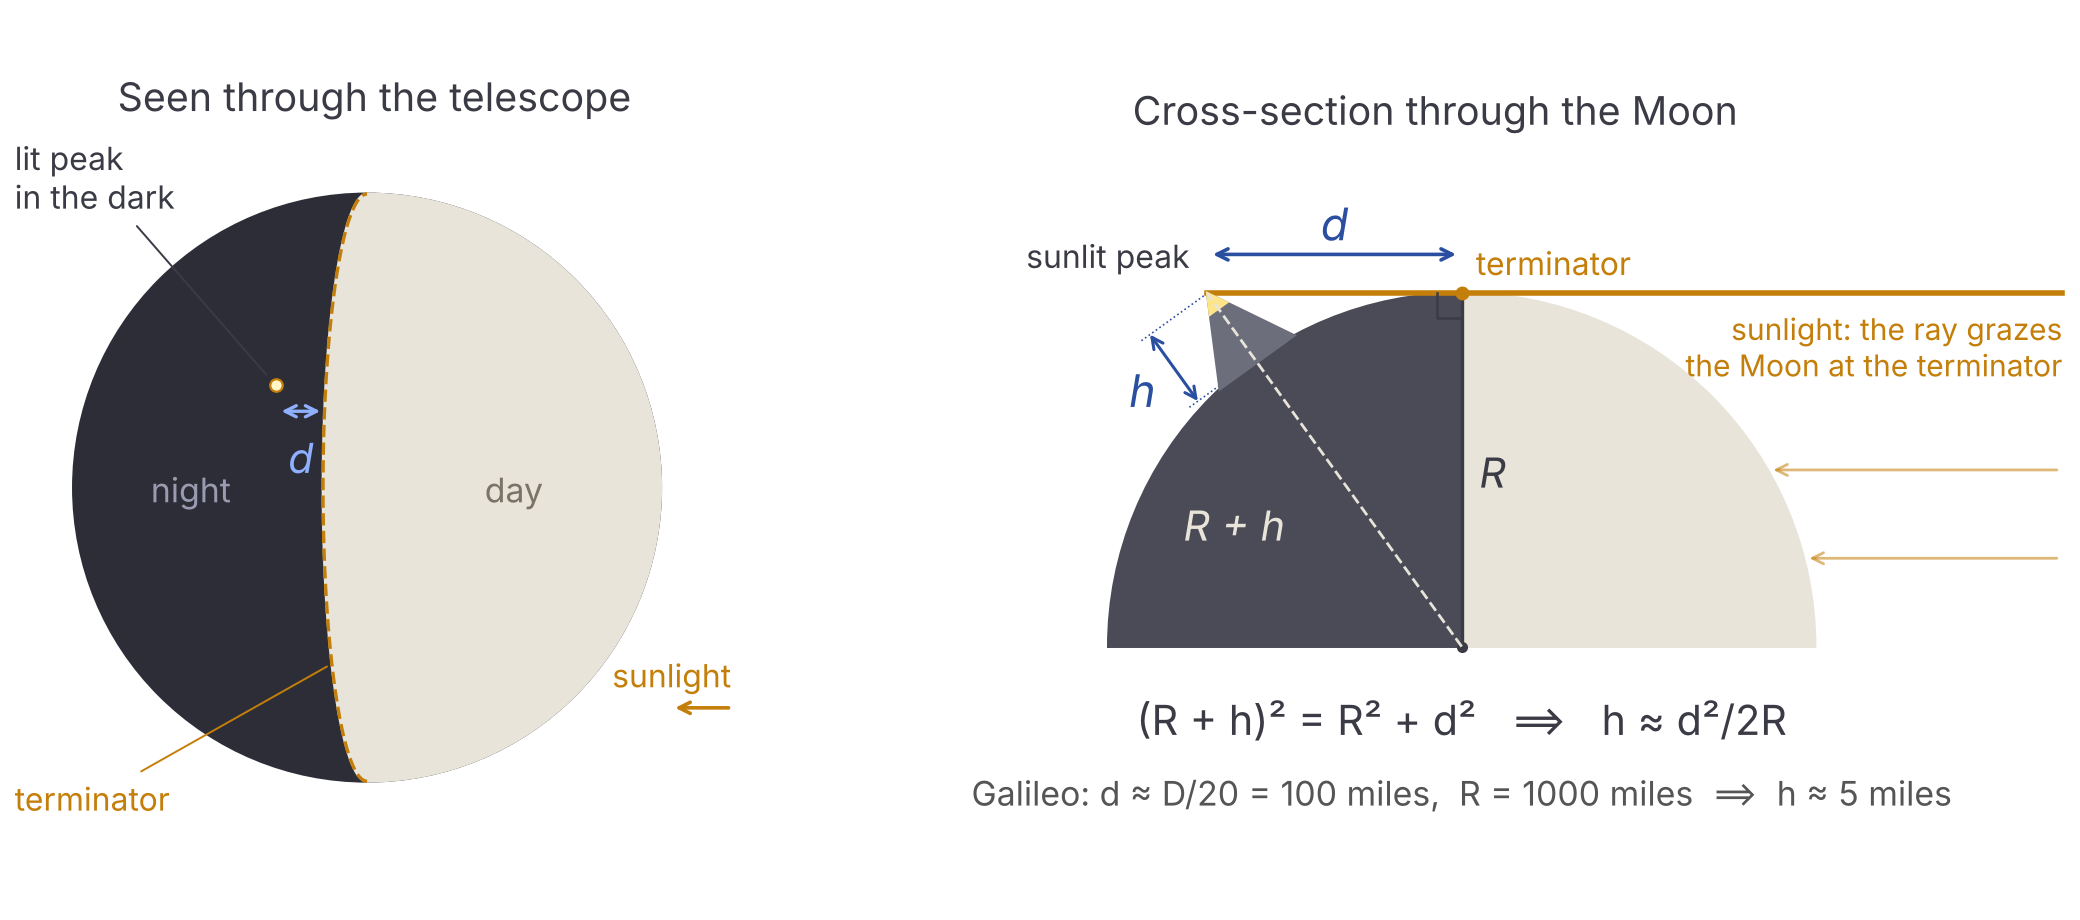 Seen through the telescope
lit peak
in the dark
d
night
day
sunlight
terminator
Cross-section through the Moon
d
sunlit peak
terminator
sunlight: the ray grazes
the Moon at the terminator
h
R
R + h
(R + h)² = R² + d² ⟹ h ≈ d²/2R
Galileo: d ≈ D/20 = 100 miles, R = 1000 miles ⟹ h ≈ 5 miles